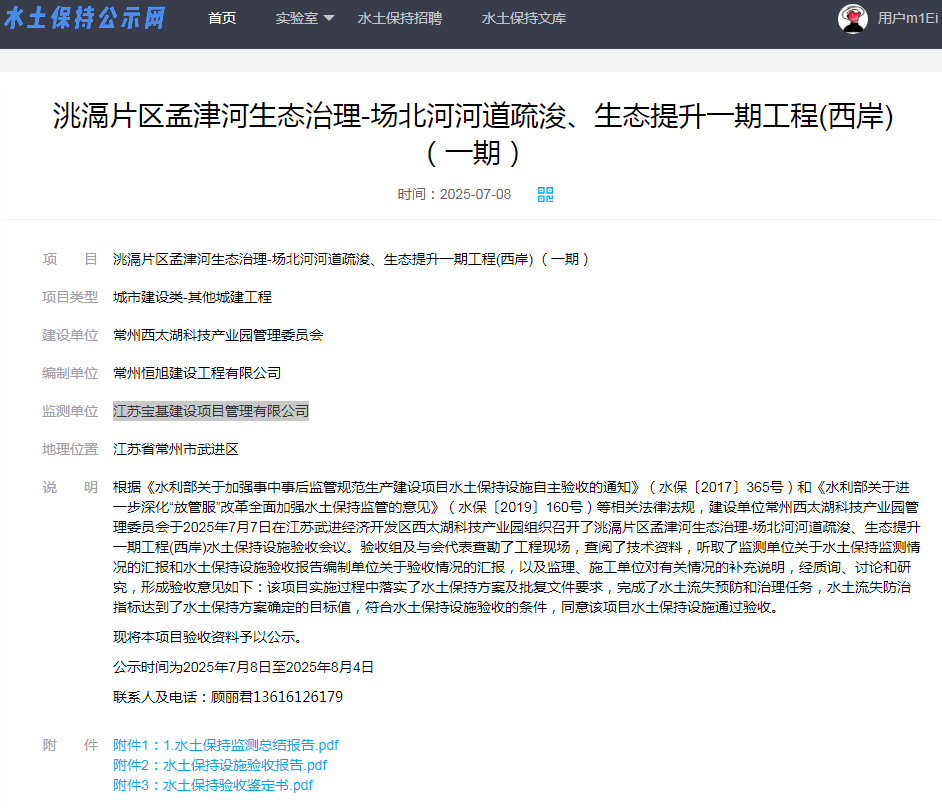 水土保持公示网
首页 实验室 水土保持招聘 水土保持文库 用户m1Ei
洮滆片区孟津河生态治理-场北河河道疏浚、生态提升一期工程(西岸)
（一期）
时间：2025-07-08
项 目 洮滆片区孟津河生态治理-场北河河道疏浚、生态提升一期工程(西岸)（一期）
项目类型 城市建设类-其他城建工程
建设单位 常州西太湖科技产业园管理委员会
编制单位 常州恒旭建设工程有限公司
监测单位 江苏宝基建设项目管理有限公司
地理位置 江苏省常州市武进区
说 明 根据《水利部关于加强事中事后监管规范生产建设项目水土保持设施自主验收的通知》（水保〔2017〕365号）和《水利部关于进
一步深化“放管服”改革全面加强水土保持监管的意见》（水保〔2019〕160号）等相关法律法规，建设单位常州西太湖科技产业园管
理委员会于2025年7月7日在江苏武进经济开发区西太湖科技产业园组织召开了洮滆片区孟津河生态治理-场北河河道疏浚、生态提升
一期工程(西岸)水土保持设施验收会议。验收组及与会代表查勘了工程现场，查阅了技术资料，听取了监测单位关于水土保持监测情
况的汇报和水土保持设施验收报告编制单位关于验收情况的汇报，以及监理、施工单位对有关情况的补充说明，经质询、讨论和研
究，形成验收意见如下：该项目实施过程中落实了水土保持方案及批复文件要求，完成了水土流失预防和治理任务，水土流失防治
指标达到了水土保持方案确定的目标值，符合水土保持设施验收的条件，同意该项目水土保持设施通过验收。
现将本项目验收资料予以公示。
公示时间为2025年7月8日至2025年8月4日
联系人及电话：顾丽君13616126179
附 件 附件1：1.水土保持监测总结报告.pdf
附件2：水土保持设施验收报告.pdf
附件3：水土保持验收鉴定书.pdf